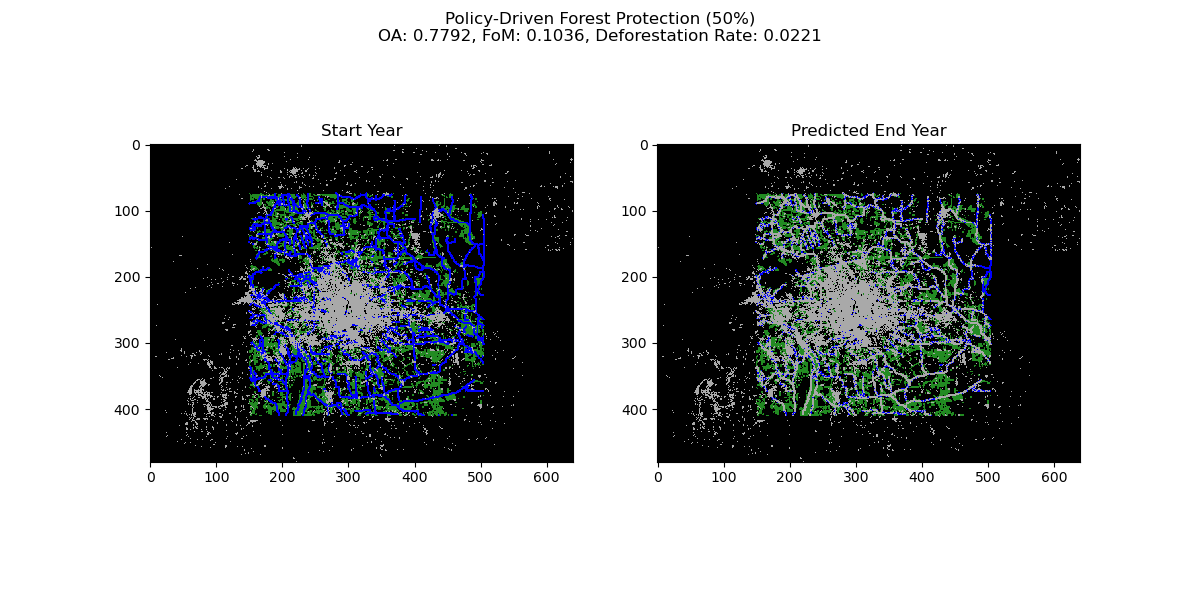 Policy-Driven Forest Protection (50%)
OA: 0.7792, FoM: 0.1036, Deforestation Rate: 0.0221
Start Year
0
100
200
300
400
0 100 200 300 400 500 600
Predicted End Year
0
100
200
300
400
0 100 200 300 400 500 600